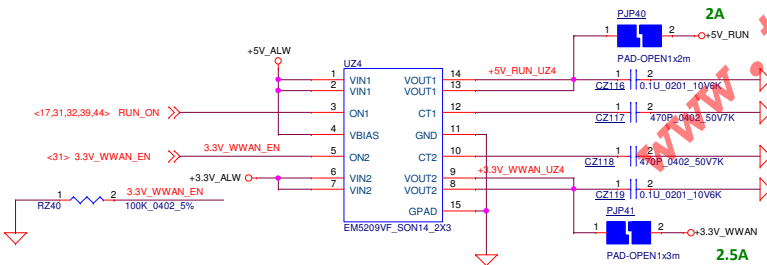 PJP40
2A
1 2
+5V_RUN
PAD-OPEN1x2m
+5V_ALW
UZ4
1 VIN1 VOUT1 14 +5V_RUN_UZ4
2 VIN1 VOUT1 13
CZ116 1 2 0.1U_0201_10V6K
<17,31,32,39,44> RUN_ON 3 ON1 CT1 12
CZ117 1 2 470P_0402_50V7K
4 VBIAS GND 11
<31> 3.3V_WWAN_EN 3.3V_WWAN_EN 5 ON2 CT2 10
CZ118 1 2 470P_0402_50V7K
+3.3V_ALW 6 VIN2 VOUT2 9 +3.3V_WWAN_UZ4
7 VIN2 VOUT2 8
CZ119 1 2 0.1U_0201_10V6K
RZ40 1 2 3.3V_WWAN_EN
100K_0402_5%
GPAD 15
EM5209VF_SON14_2X3
PJP41
1 2
+3.3V_WWAN
PAD-OPEN1x3m
2.5A
www.